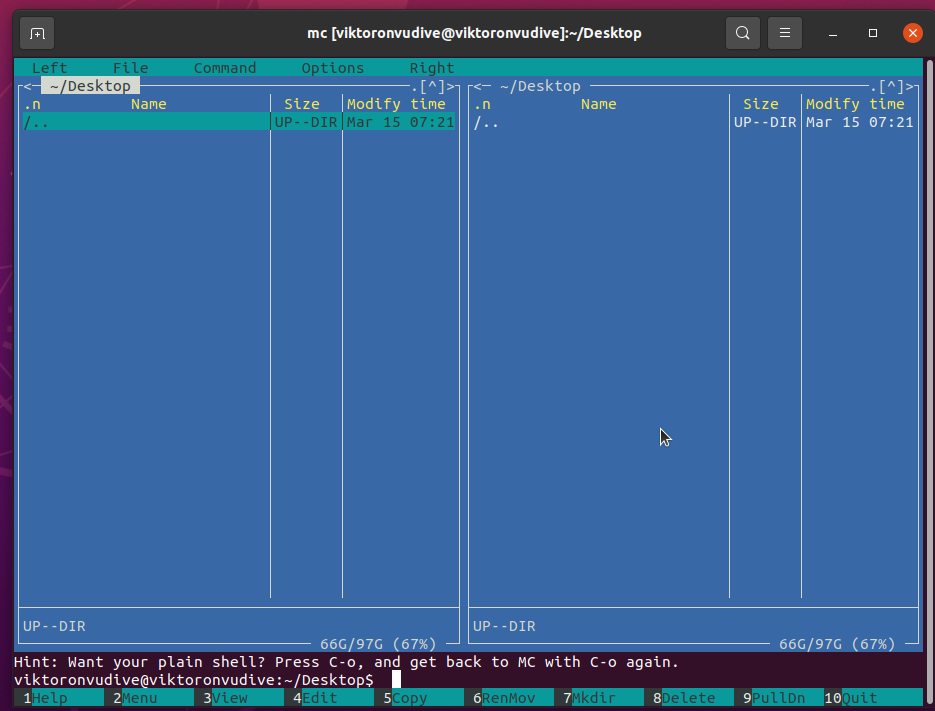 mc [viktoronvudive@viktoronvudive]:~/Desktop
Left File Command Options Right
<─ ~/Desktop ─.[^]>┐ <─ ~/Desktop ─.[^]>┐
.n Name Size Modify time .n Name Size Modify time
/.. UP--DIR Mar 15 07:21 /.. UP--DIR Mar 15 07:21
UP--DIR UP--DIR
66G/97G (67%) 66G/97G (67%)
Hint: Want your plain shell? Press C-o, and get back to MC with C-o again.
viktoronvudive@viktoronvudive:~/Desktop$
1Help 2Menu 3View 4Edit 5Copy 6RenMov 7Mkdir 8Delete 9PullDn 10Quit